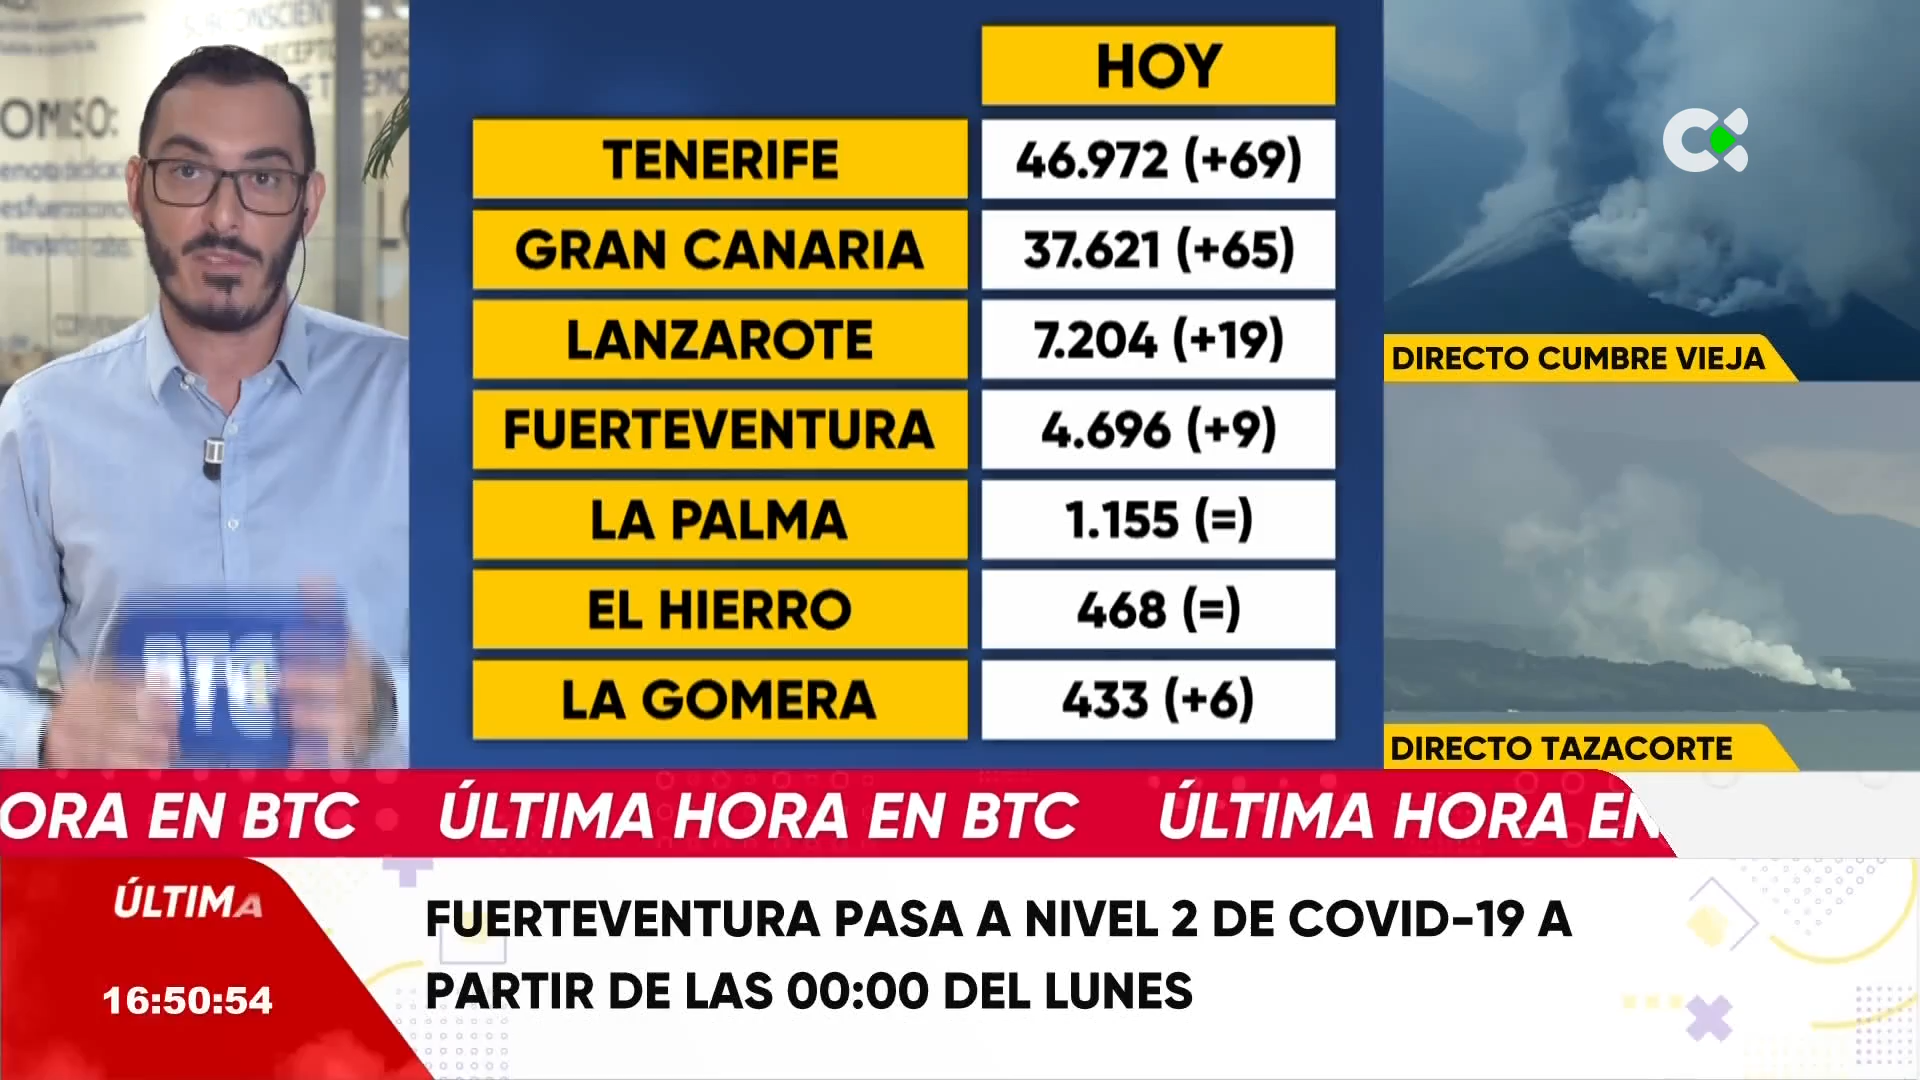 OMISO:
HOY
TENERIFE 46.972 (+69)
GRAN CANARIA 37.621 (+65)
LANZAROTE 7.204 (+19)
FUERTEVENTURA 4.696 (+9)
LA PALMA 1.155 (=)
EL HIERRO 468 (=)
LA GOMERA 433 (+6)
DIRECTO CUMBRE VIEJA
DIRECTO TAZACORTE
BTC
ORA EN BTC ÚLTIMA HORA EN BTC ÚLTIMA HORA EN
ÚLTIMA
16:50:54
FUERTEVENTURA PASA A NIVEL 2 DE COVID-19 A
PARTIR DE LAS 00:00 DEL LUNES